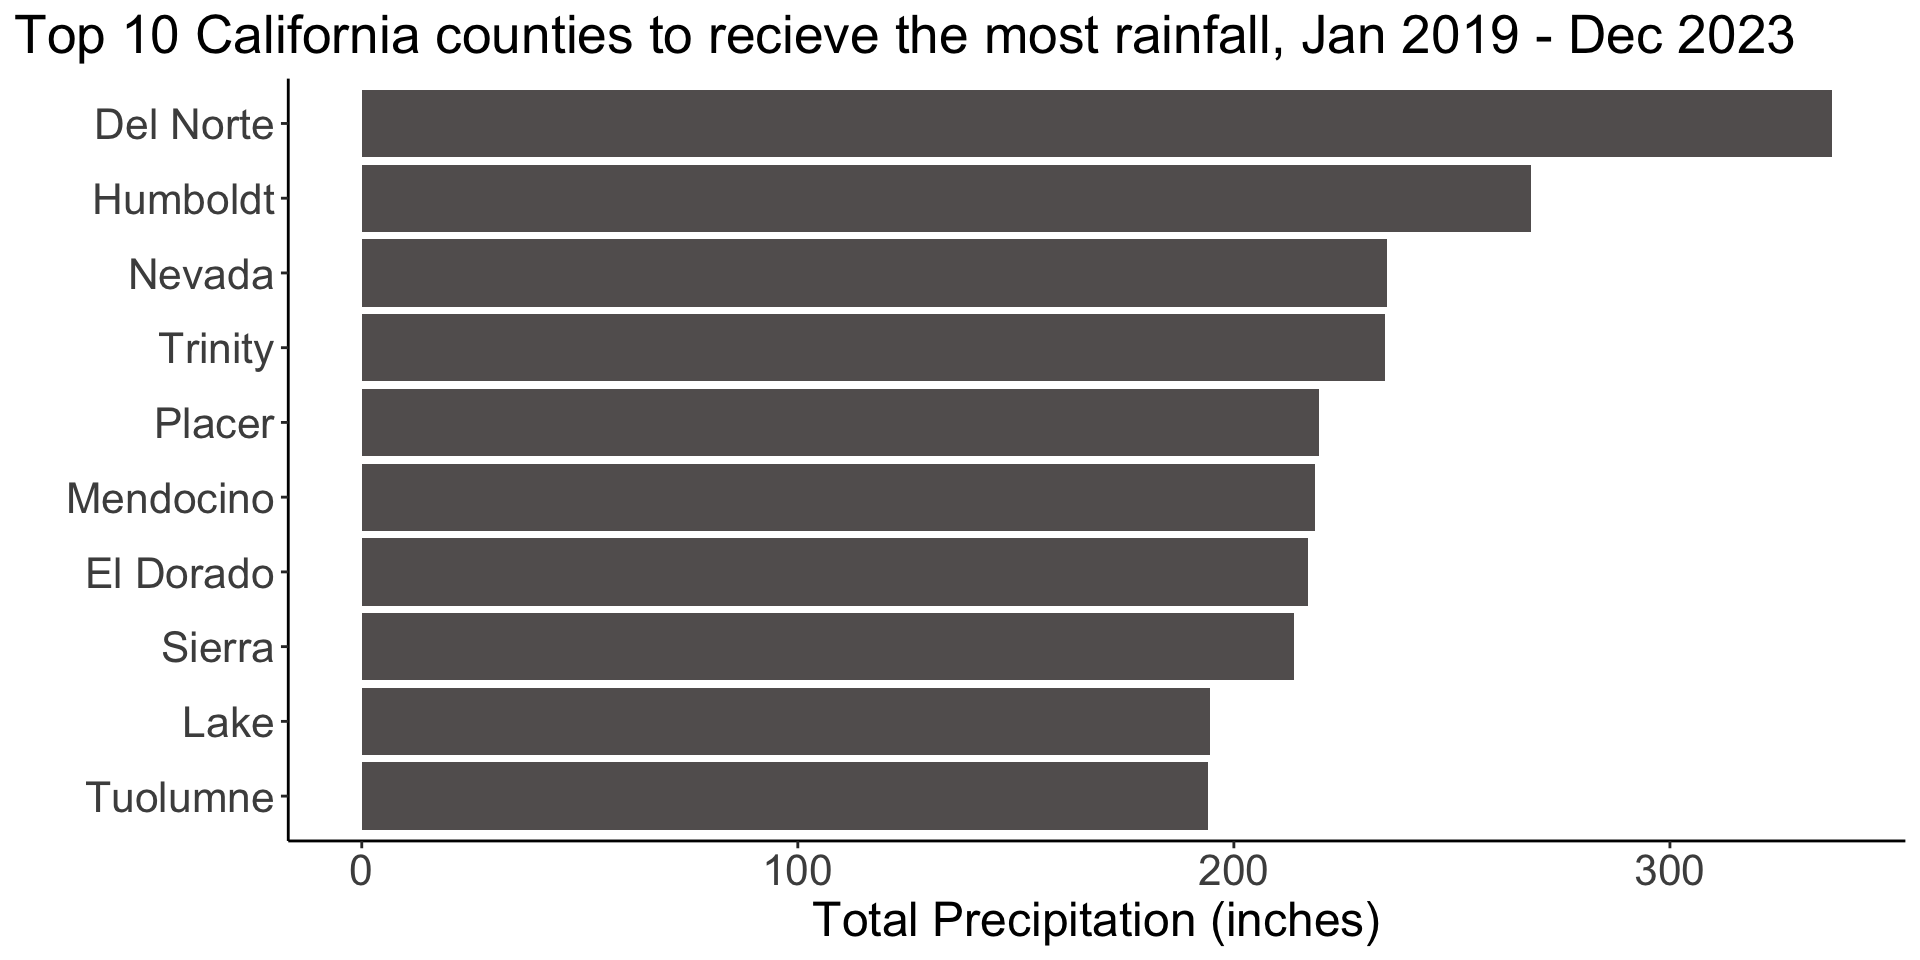 Top 10 California counties to recieve the most rainfall, Jan 2019 - Dec 2023
Del Norte
Humboldt
Nevada
Trinity
Placer
Mendocino
El Dorado
Sierra
Lake
Tuolumne
0 100 200 300
Total Precipitation (inches)